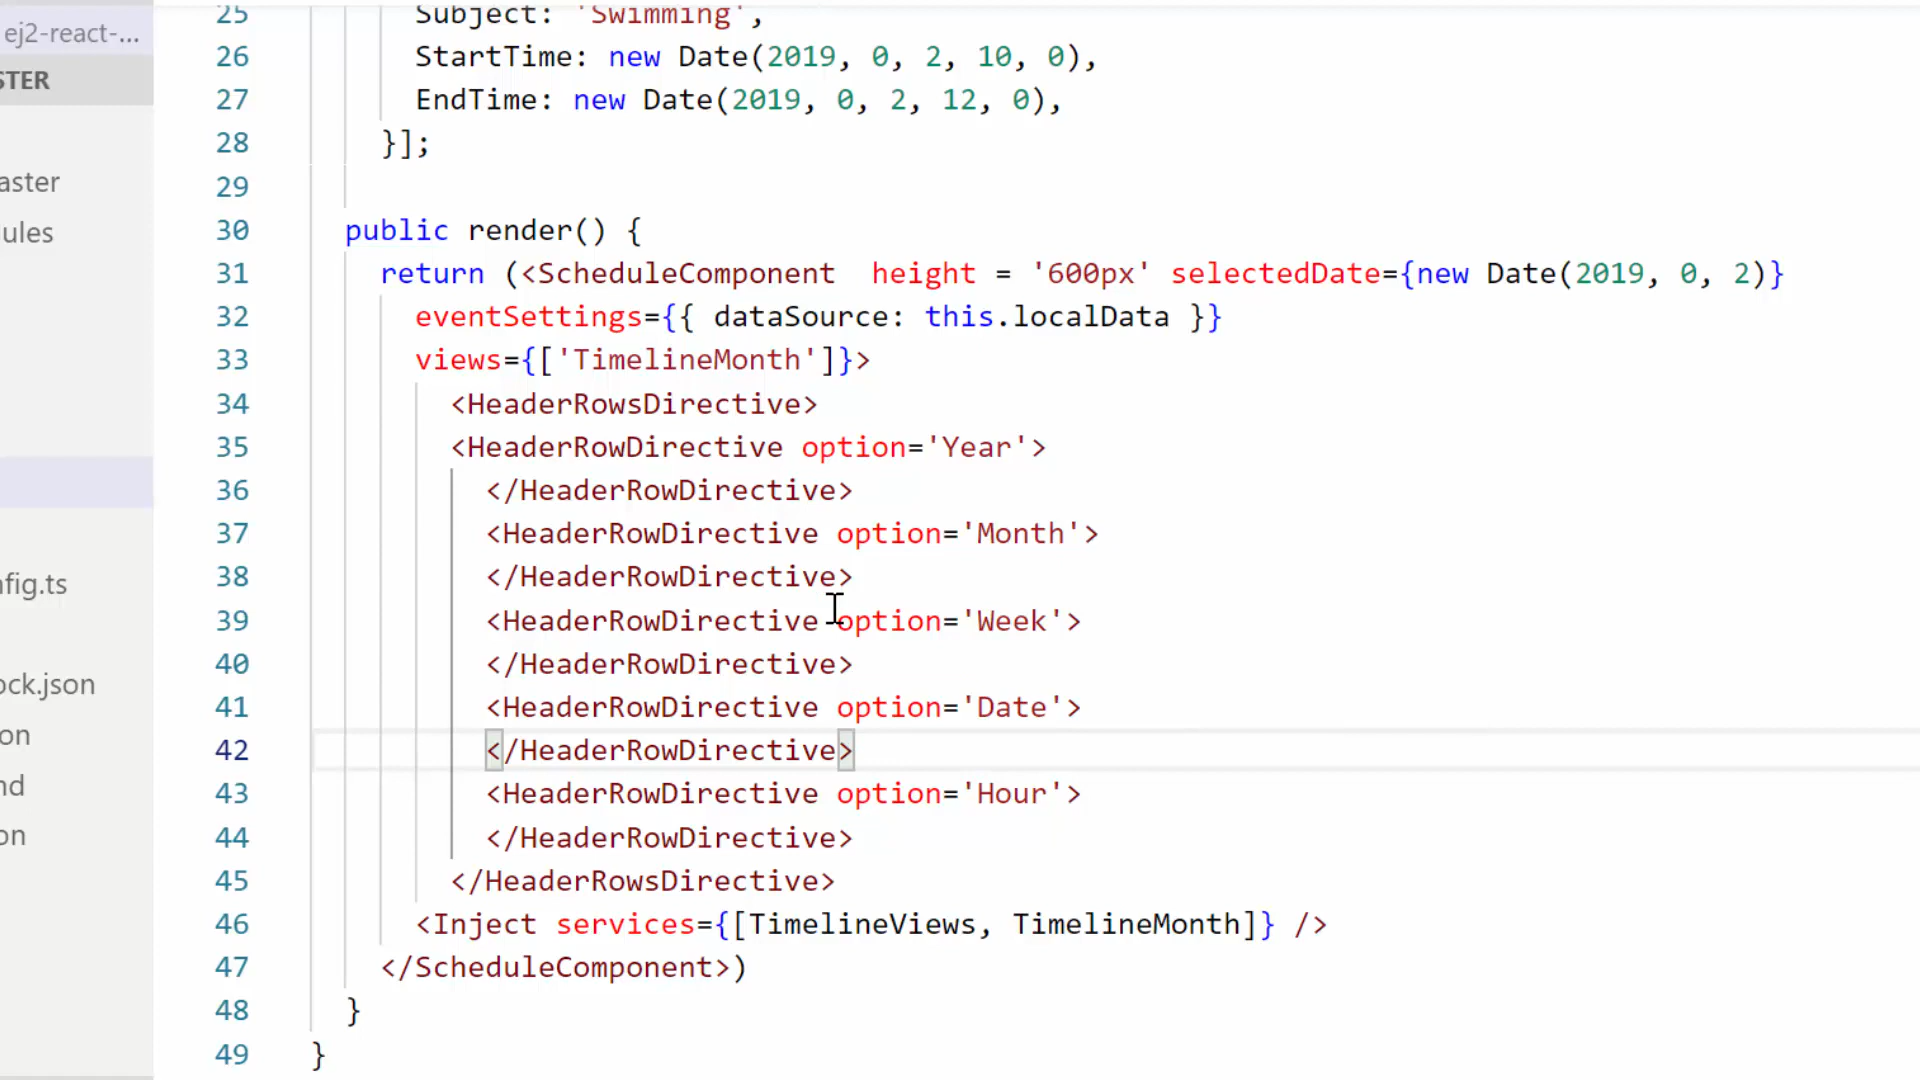 ej2-react-...
STER
aster
ules
nfig.ts
ock.json
on
nd
on
25 Subject: 'Swimming',
26 StartTime: new Date(2019, 0, 2, 10, 0),
27 EndTime: new Date(2019, 0, 2, 12, 0),
28 }];
29
30 public render() {
31 return (<ScheduleComponent  height = '600px' selectedDate={new Date(2019, 0, 2)}
32 eventSettings={{ dataSource: this.localData }}
33 views={['TimelineMonth']}>
34 <HeaderRowsDirective>
35 <HeaderRowDirective option='Year'>
36 </HeaderRowDirective>
37 <HeaderRowDirective option='Month'>
38 </HeaderRowDirective>
39 <HeaderRowDirective option='Week'>
40 </HeaderRowDirective>
41 <HeaderRowDirective option='Date'>
42 </HeaderRowDirective>
43 <HeaderRowDirective option='Hour'>
44 </HeaderRowDirective>
45 </HeaderRowsDirective>
46 <Inject services={[TimelineViews, TimelineMonth]} />
47 </ScheduleComponent>)
48 }
49 }